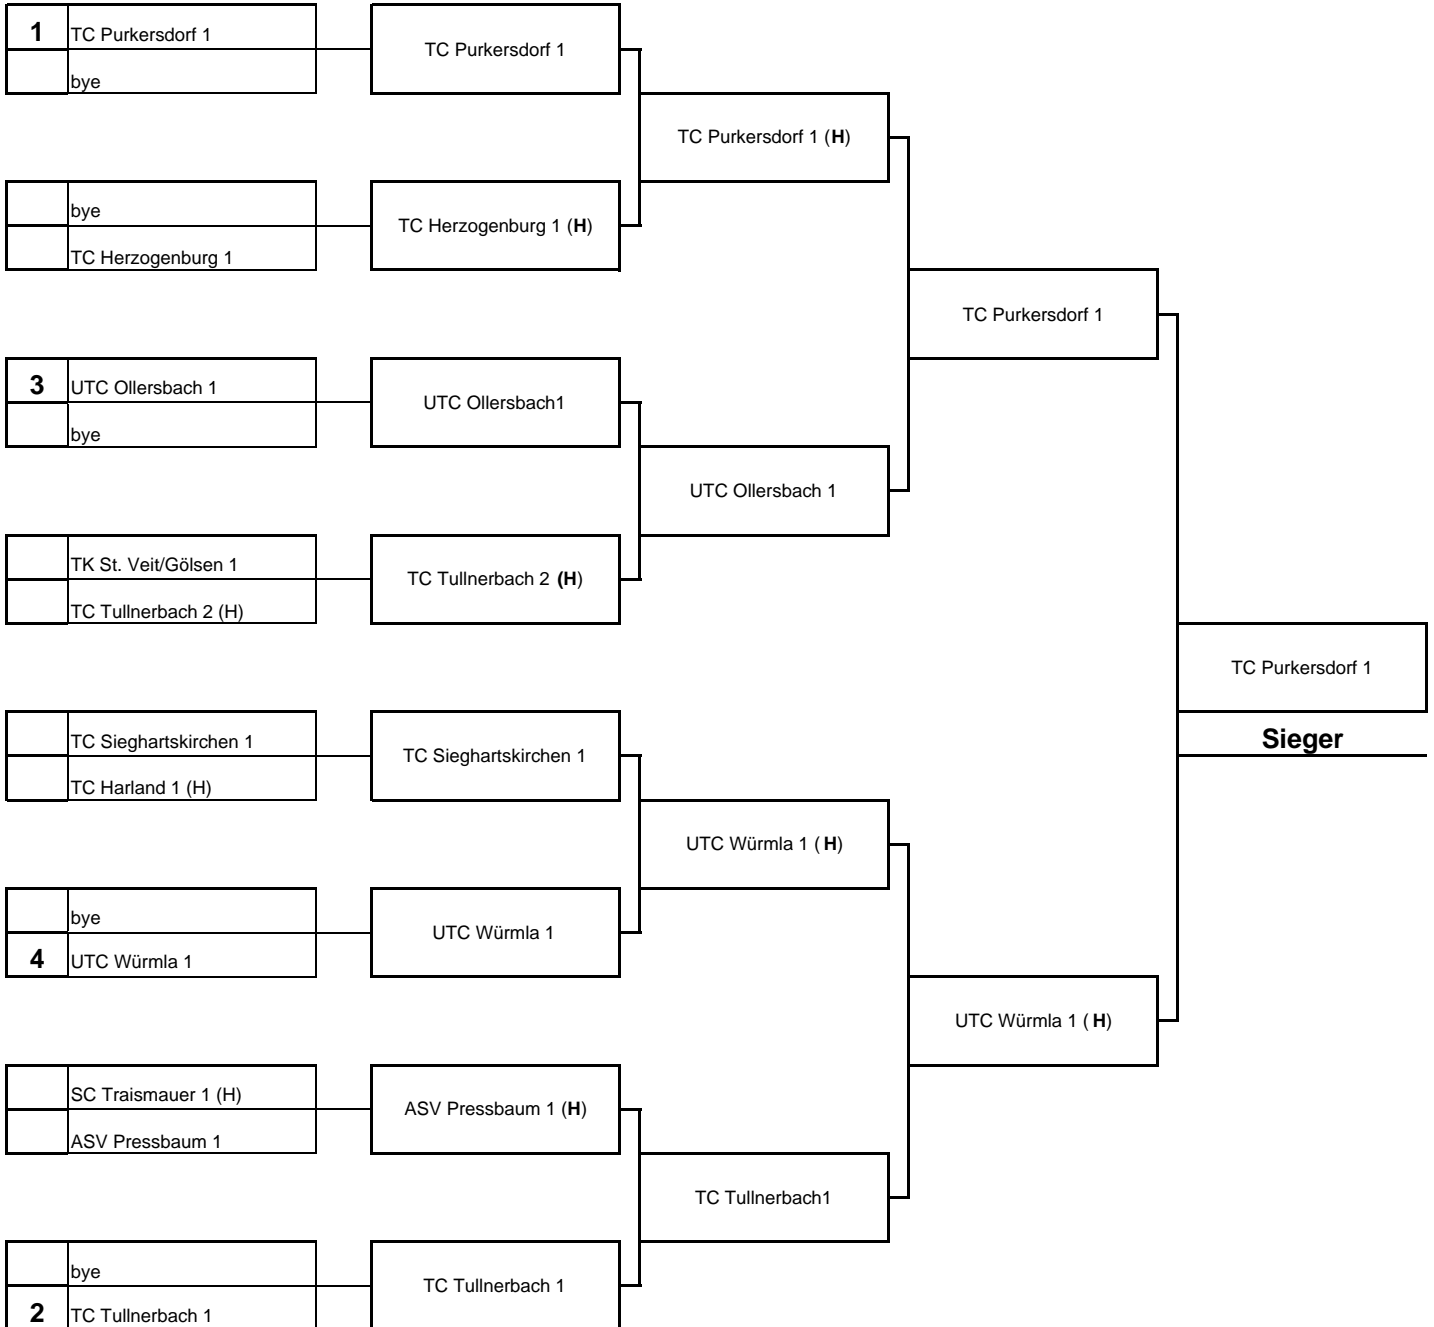 1 TC Purkersdorf 1
bye
bye
TC Herzogenburg 1
3 UTC Ollersbach 1
bye
TK St. Veit/Gölsen 1
TC Tullnerbach 2 (H)
TC Sieghartskirchen 1
TC Harland 1 (H)
bye
4 UTC Würmla 1
SC Traismauer 1 (H)
ASV Pressbaum 1
bye
2 TC Tullnerbach 1
TC Purkersdorf 1
TC Herzogenburg 1 (H)
UTC Ollersbach1
TC Tullnerbach 2 (H)
TC Sieghartskirchen 1
UTC Würmla 1
ASV Pressbaum 1 (H)
TC Tullnerbach 1
TC Purkersdorf 1 (H)
UTC Ollersbach 1
UTC Würmla 1 ( H)
TC Tullnerbach1
TC Purkersdorf 1
UTC Würmla 1 ( H)
TC Purkersdorf 1
Sieger